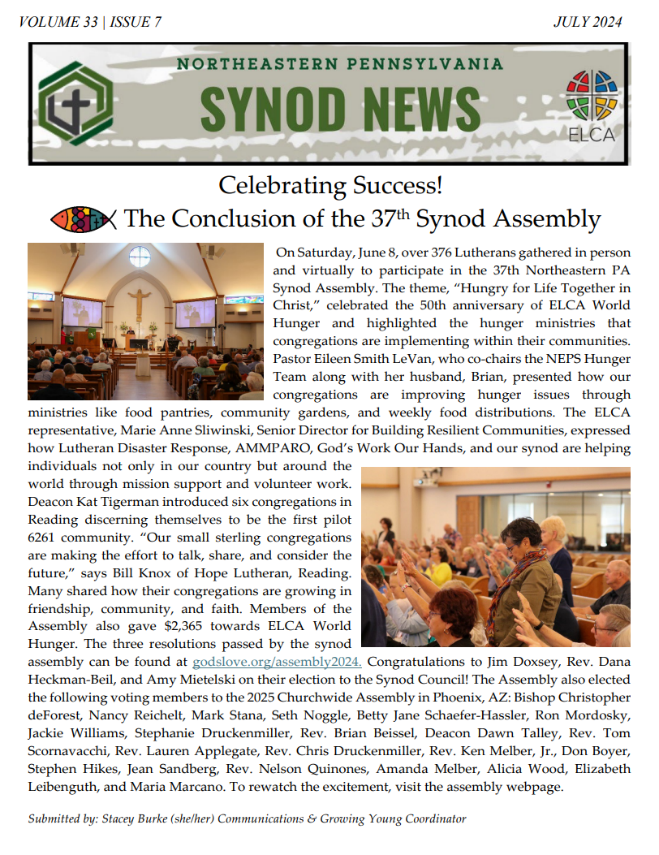 VOLUME 33 | ISSUE 7
JULY 2024
NORTHEASTERN PENNSYLVANIA
SYNOD NEWS
ELCA
Celebrating Success!
The Conclusion of the 37th Synod Assembly
On Saturday, June 8, over 376 Lutherans gathered in person
and virtually to participate in the 37th Northeastern PA
Synod Assembly. The theme, “Hungry for Life Together in
Christ,” celebrated the 50th anniversary of ELCA World
Hunger and highlighted the hunger ministries that
congregations are implementing within their communities.
Pastor Eileen Smith LeVan, who co-chairs the NEPS Hunger
Team along with her husband, Brian, presented how our
congregations are improving hunger issues through
ministries like food pantries, community gardens, and weekly food distributions. The ELCA
representative, Marie Anne Sliwinski, Senior Director for Building Resilient Communities, expressed
how Lutheran Disaster Response, AMMPARO, God’s Work Our Hands, and our synod are helping
individuals not only in our country but around the
world through mission support and volunteer work.
Deacon Kat Tigerman introduced six congregations in
Reading discerning themselves to be the first pilot
6261 community. “Our small sterling congregations
are making the effort to talk, share, and consider the
future,” says Bill Knox of Hope Lutheran, Reading.
Many shared how their congregations are growing in
friendship, community, and faith. Members of the
Assembly also gave $2,365 towards ELCA World
Hunger. The three resolutions passed by the synod
assembly can be found at godslove.org/assembly2024. Congratulations to Jim Doxsey, Rev. Dana
Heckman-Beil, and Amy Mietelski on their election to the Synod Council! The Assembly also elected
the following voting members to the 2025 Churchwide Assembly in Phoenix, AZ: Bishop Christopher
deForest, Nancy Reichelt, Mark Stana, Seth Noggle, Betty Jane Schaefer-Hassler, Ron Mordosky,
Jackie Williams, Stephanie Druckenmiller, Rev. Brian Beissel, Deacon Dawn Talley, Rev. Tom
Scornavacchi, Rev. Lauren Applegate, Rev. Chris Druckenmiller, Rev. Ken Melber, Jr., Don Boyer,
Stephen Hikes, Jean Sandberg, Rev. Nelson Quinones, Amanda Melber, Alicia Wood, Elizabeth
Leibenguth, and Maria Marcano. To rewatch the excitement, visit the assembly webpage.
Submitted by: Stacey Burke (she/her) Communications & Growing Young Coordinator